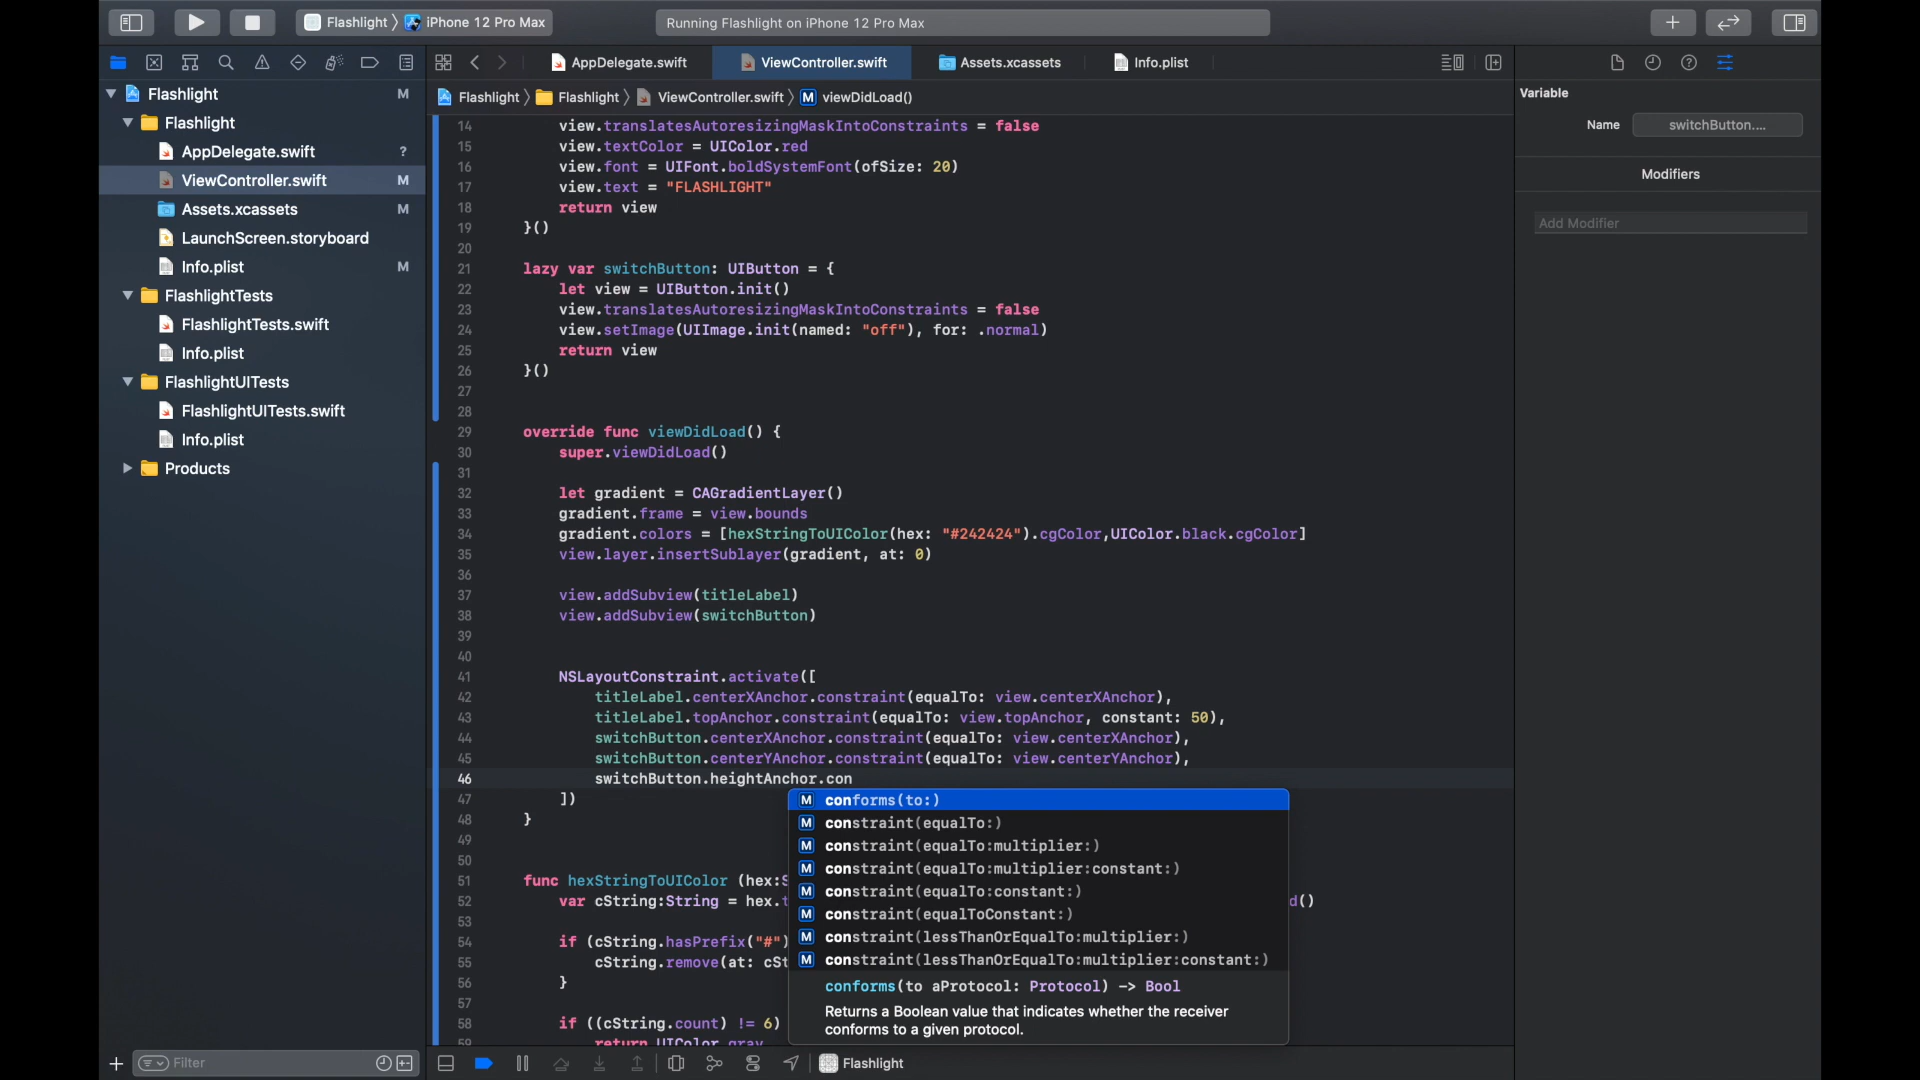 Flashlight 〉 iPhone 12 Pro Max
Running Flashlight on iPhone 12 Pro Max
AppDelegate.swift
ViewController.swift
Assets.xcassets
Info.plist
Flashlight 〉 Flashlight 〉 ViewController.swift 〉 M viewDidLoad()
Flashlight M
Flashlight
AppDelegate.swift ?
ViewController.swift M
Assets.xcassets M
LaunchScreen.storyboard
Info.plist M
FlashlightTests
FlashlightTests.swift
Info.plist
FlashlightUITests
FlashlightUITests.swift
Info.plist
Products
Filter
14 view.translatesAutoresizingMaskIntoConstraints = false
15 view.textColor = UIColor.red
16 view.font = UIFont.boldSystemFont(ofSize: 20)
17 view.text = "FLASHLIGHT"
18 return view
19 }()
20
21 lazy var switchButton: UIButton = {
22 let view = UIButton.init()
23 view.translatesAutoresizingMaskIntoConstraints = false
24 view.setImage(UIImage.init(named: "off"), for: .normal)
25 return view
26 }()
27
28
29 override func viewDidLoad() {
30 super.viewDidLoad()
31
32 let gradient = CAGradientLayer()
33 gradient.frame = view.bounds
34 gradient.colors = [hexStringToUIColor(hex: "#242424").cgColor,UIColor.black.cgColor]
35 view.layer.insertSublayer(gradient, at: 0)
36
37 view.addSubview(titleLabel)
38 view.addSubview(switchButton)
39
40
41 NSLayoutConstraint.activate([
42 titleLabel.centerXAnchor.constraint(equalTo: view.centerXAnchor),
43 titleLabel.topAnchor.constraint(equalTo: view.topAnchor, constant: 50),
44 switchButton.centerXAnchor.constraint(equalTo: view.centerXAnchor),
45 switchButton.centerYAnchor.constraint(equalTo: view.centerYAnchor),
46 switchButton.heightAnchor.con
47 ])
48 }
49
50
51 func hexStringToUIColor (hex:S
52 var cString:String = hex.t d()
53
54 if (cString.hasPrefix("#")
55 cString.remove(at: cSt
56 }
57
58 if ((cString.count) != 6)
59 return UIColor.gray
M conforms(to:)
M constraint(equalTo:)
M constraint(equalTo:multiplier:)
M constraint(equalTo:multiplier:constant:)
M constraint(equalTo:constant:)
M constraint(equalToConstant:)
M constraint(lessThanOrEqualTo:multiplier:)
M constraint(lessThanOrEqualTo:multiplier:constant:)
conforms(to aProtocol: Protocol) -> Bool
Returns a Boolean value that indicates whether the receiver
conforms to a given protocol.
Flashlight
Variable
Name switchButton....
Modifiers
Add Modifier